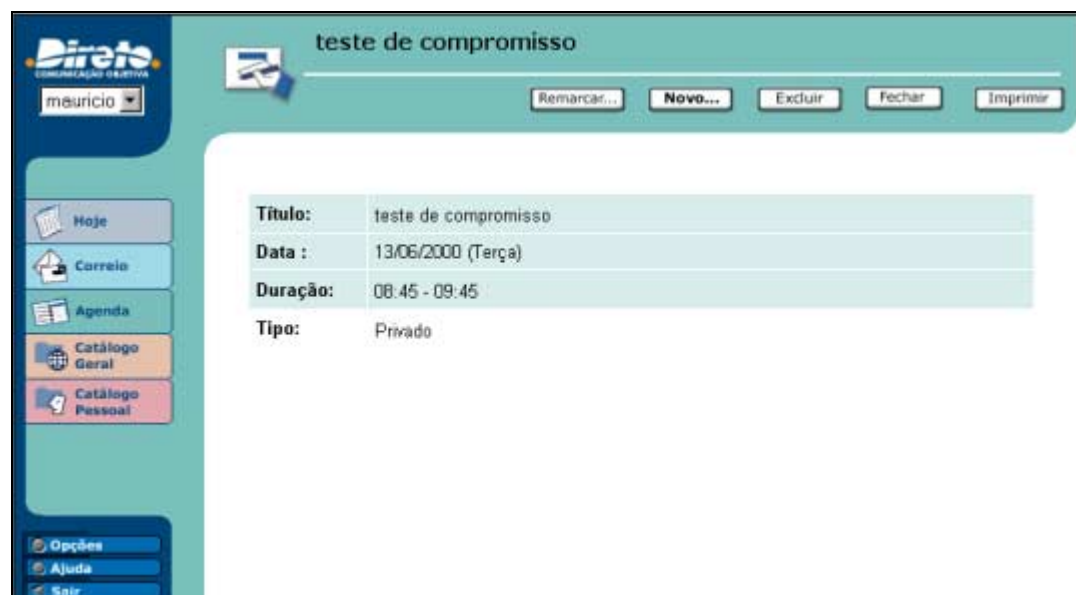 Direto
COMUNICAÇÃO OBJETIVA
mauricio
teste de compromisso
Remarcar...
Novo...
Excluir
Fechar
Imprimir
Hoje
Correio
Agenda
Catálogo
Geral
Catálogo
Pessoal
Título: teste de compromisso
Data : 13/06/2000 (Terça)
Duração: 08:45 - 09:45
Tipo: Privado
Opções
Ajuda
Sair